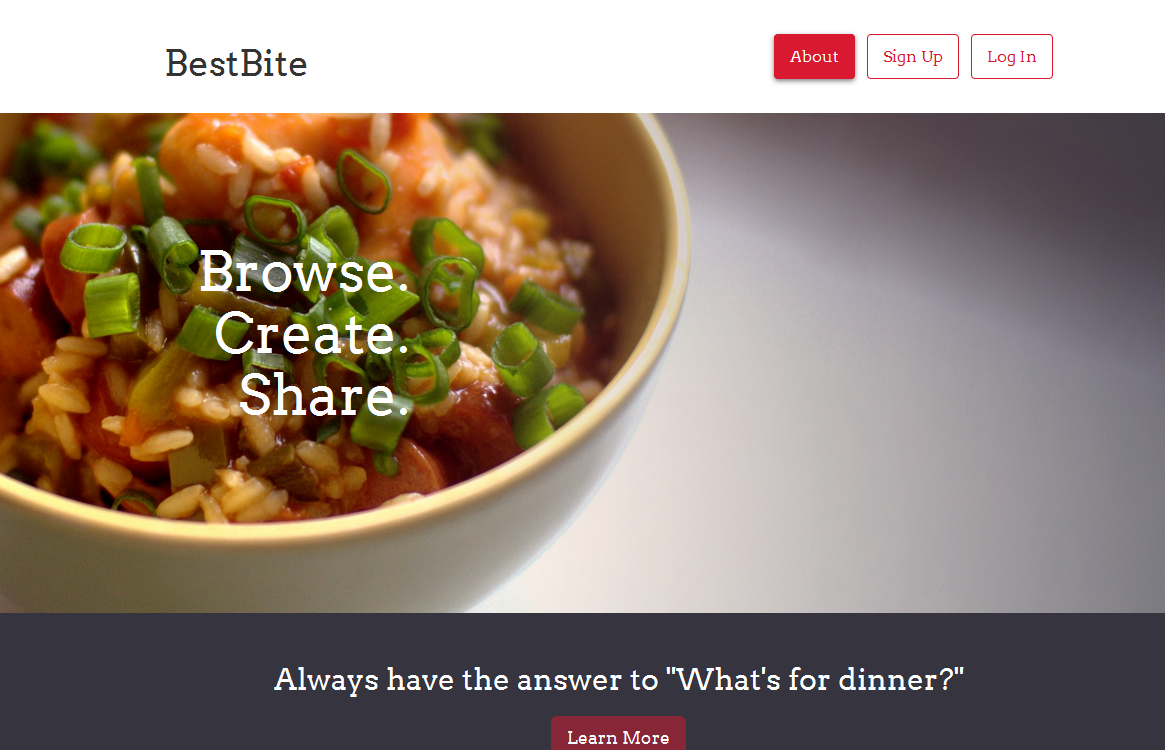 BestBite
About
Sign Up
Log In
Browse.
Create.
Share.
Always have the answer to "What's for dinner?"
Learn More